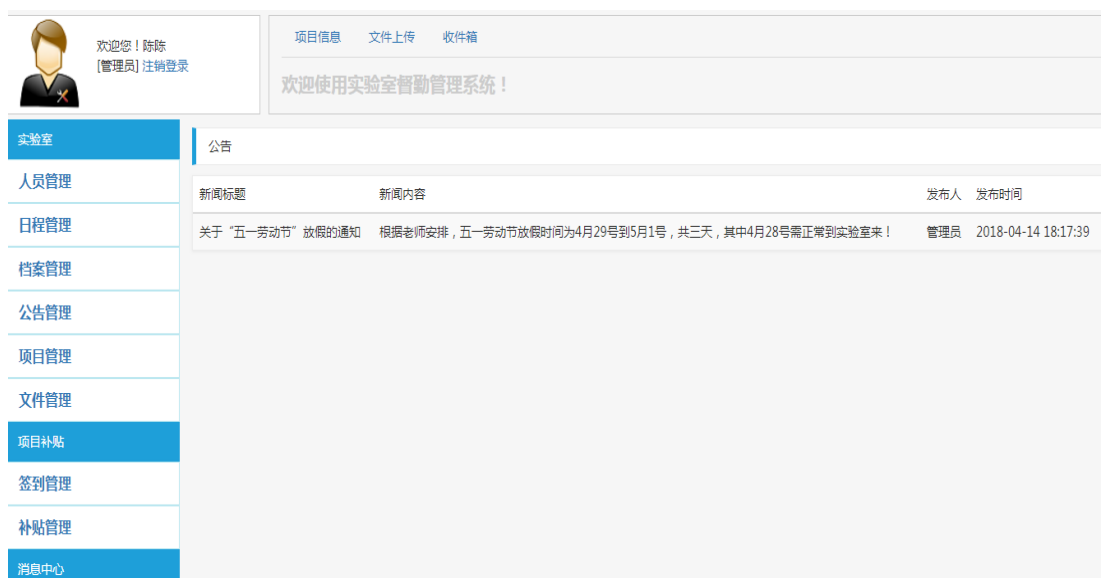 欢迎您！陈陈
[管理员] 注销登录
项目信息 文件上传 收件箱
欢迎使用实验室督勤管理系统！
实验室
人员管理
日程管理
档案管理
公告管理
项目管理
文件管理
项目补贴
签到管理
补贴管理
消息中心
公告
新闻标题 新闻内容 发布人 发布时间
关于“五一劳动节”放假的通知 根据老师安排，五一劳动节放假时间为4月29号到5月1号，共三天，其中4月28号需正常到实验室来！ 管理员 2018-04-14 18:17:39